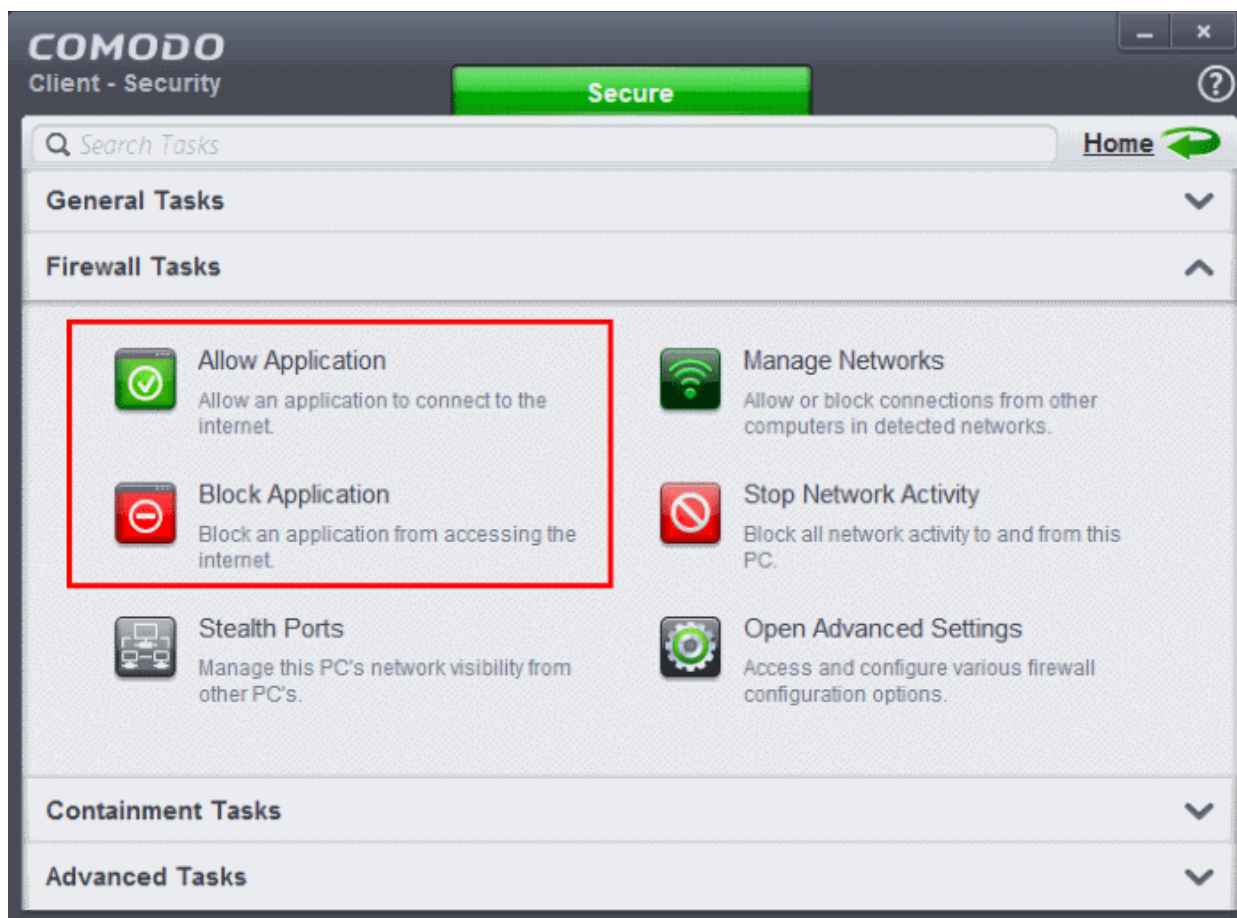 COMODO
Client - Security
Secure
Search Tasks
Home
General Tasks
Firewall Tasks
Allow Application
Allow an application to connect to the
internet.
Manage Networks
Allow or block connections from other
computers in detected networks.
Block Application
Block an application from accessing the
internet.
Stop Network Activity
Block all network activity to and from this
PC.
Stealth Ports
Manage this PC's network visibility from
other PC's.
Open Advanced Settings
Access and configure various firewall
configuration options.
Containment Tasks
Advanced Tasks